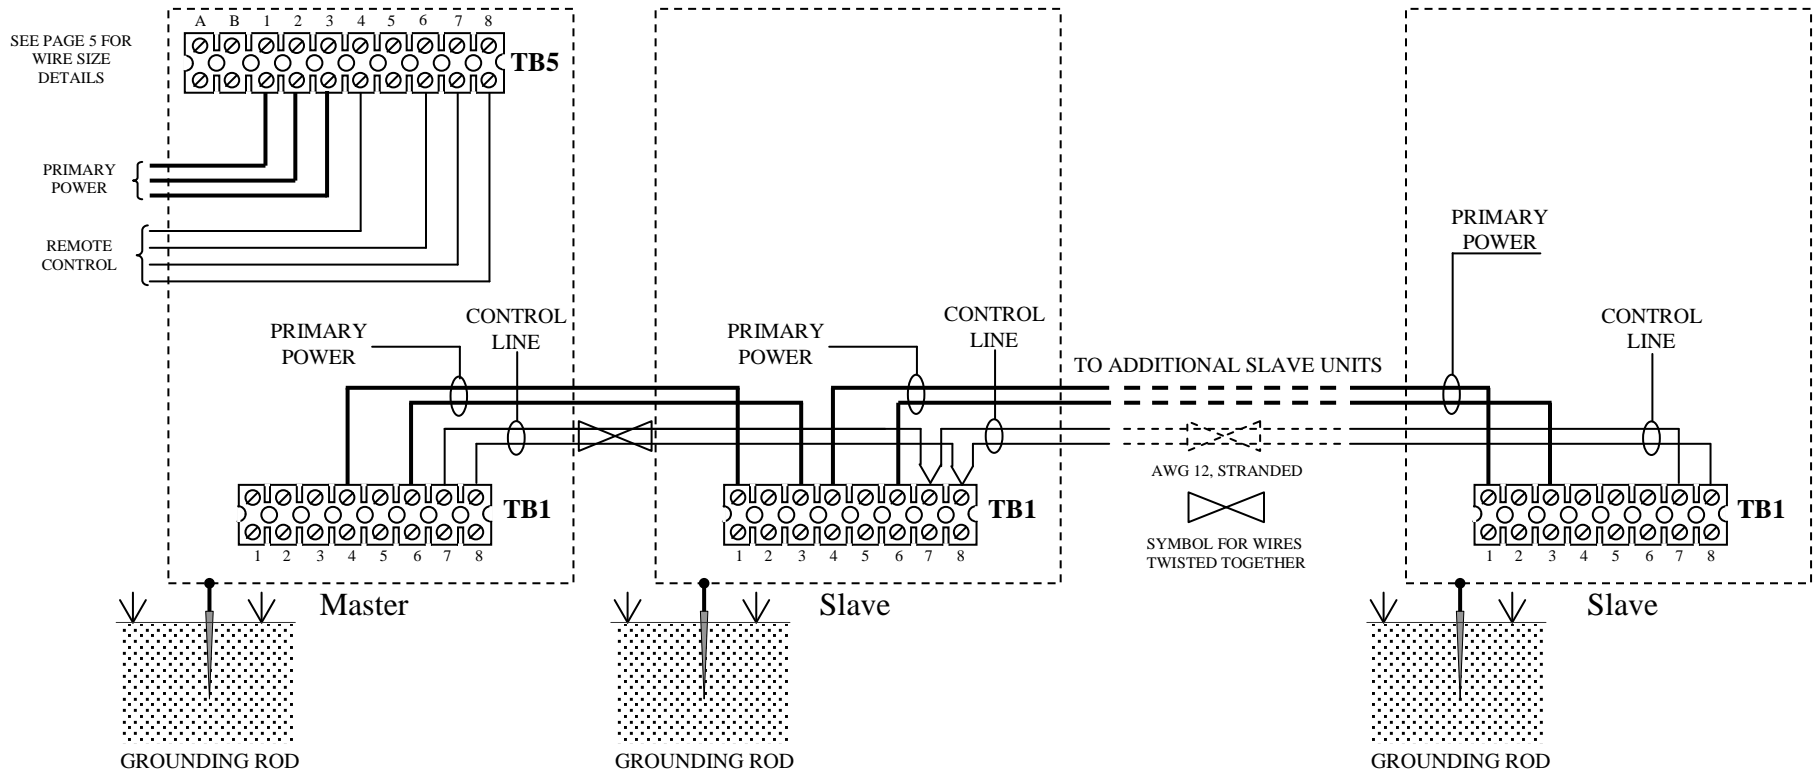 A B 1 2 3 4 5 6 7 8
SEE PAGE 5 FOR
WIRE SIZE
DETAILS
TB5
PRIMARY
POWER
REMOTE
CONTROL
PRIMARY
POWER
CONTROL
LINE
TB1
1 2 3 4 5 6 7 8
Master
GROUNDING ROD
PRIMARY
POWER
CONTROL
LINE
TB1
1 2 3 4 5 6 7 8
Slave
GROUNDING ROD
TO ADDITIONAL SLAVE UNITS
AWG 12, STRANDED
SYMBOL FOR WIRES
TWISTED TOGETHER
PRIMARY
POWER
CONTROL
LINE
TB1
1 2 3 4 5 6 7 8
Slave
GROUNDING ROD